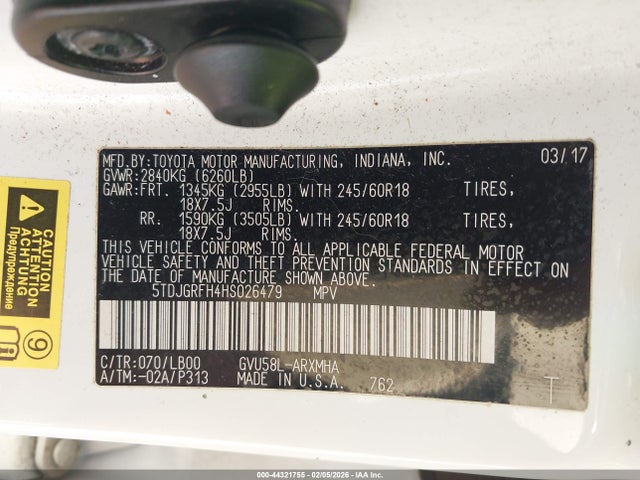 MFD.BY:TOYOTA MOTOR MANUFACTURING, INDIANA, INC. 03/17
GVWR:2840KG (6260LB)
GAWR:FRT. 1345KG (2955LB) WITH 245/60R18 TIRES,
18X7.5J RIMS.
RR. 1590KG (3505LB) WITH 245/60R18 TIRES,
18X7.5J RIMS.
THIS VEHICLE CONFORMS TO ALL APPLICABLE FEDERAL MOTOR
VEHICLE SAFETY AND THEFT PREVENTION STANDARDS IN EFFECT ON
THE DATE OF MANUFACTURE SHOWN ABOVE.
5TDJGRFH4HS026479 MPV
C/TR:070/LB00 GVU58L-ARXMHA
A/TM:-02A/P313 MADE IN U.S.A. 762 T
CAUTION
ATTENTION
Предупреждение
9
000-44321755 - 02/05/2026 - IAAI.COM